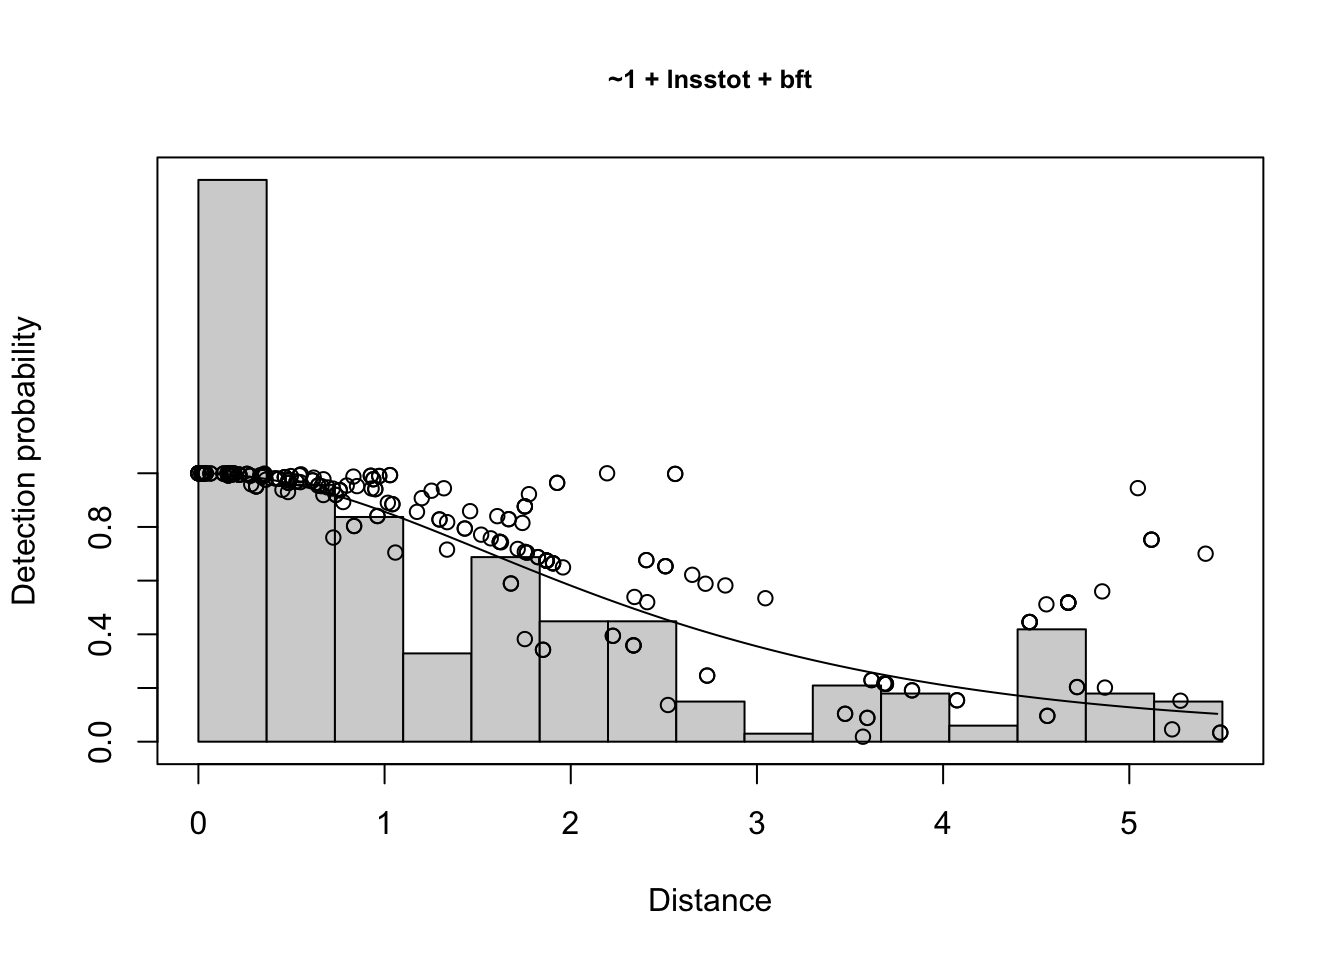 ~1 + lnsstot + bft
Detection probability
0.8
0.4
0.0
0 1 2 3 4 5
Distance